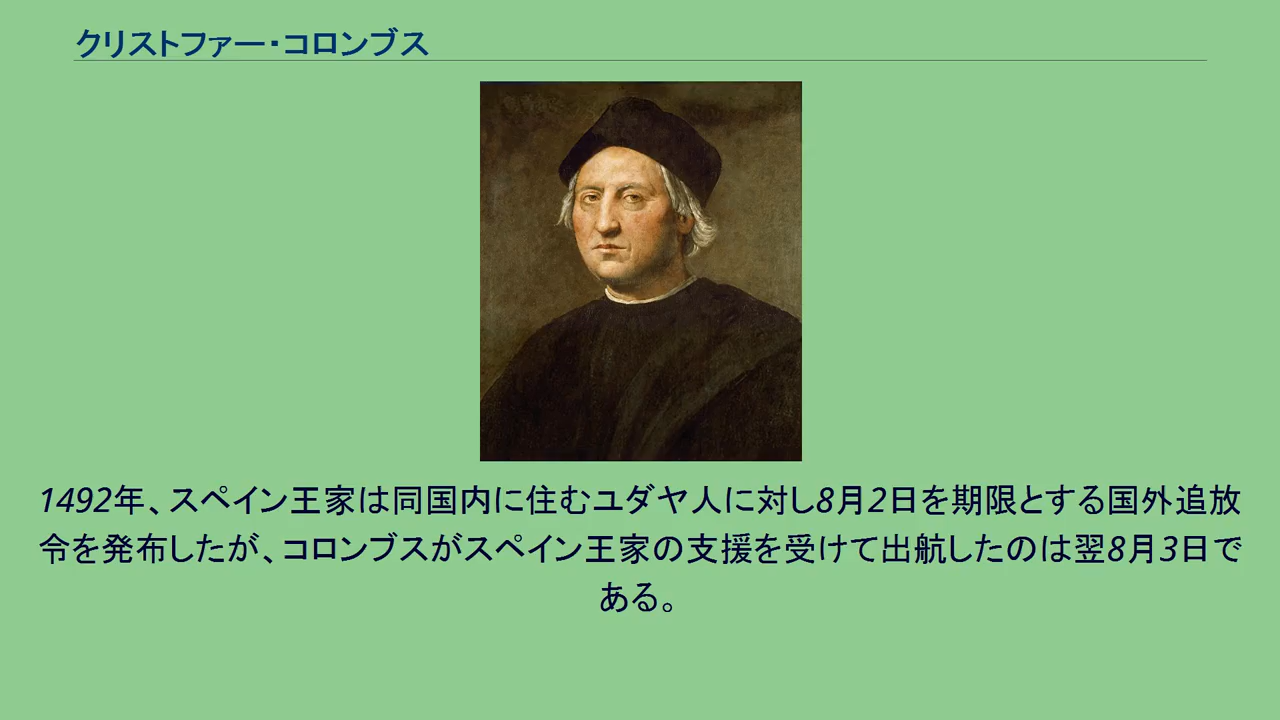 クリストファー・コロンブス
1492年、スペイン王家は同国内に住むユダヤ人に対し8月2日を期限とする国外追放
令を発布したが、コロンブスがスペイン王家の支援を受けて出航したのは翌8月3日で
ある。